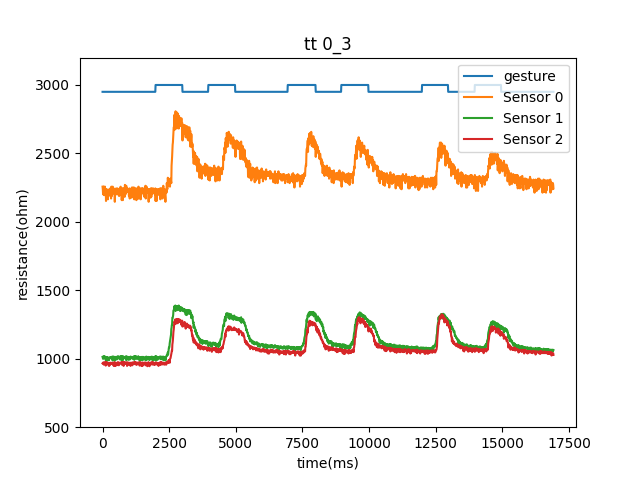 tt 0_3
gesture
Sensor 0
Sensor 1
Sensor 2
3000
2500
2000
1500
1000
500
resistance(ohm)
0 2500 5000 7500 10000 12500 15000 17500
time(ms)